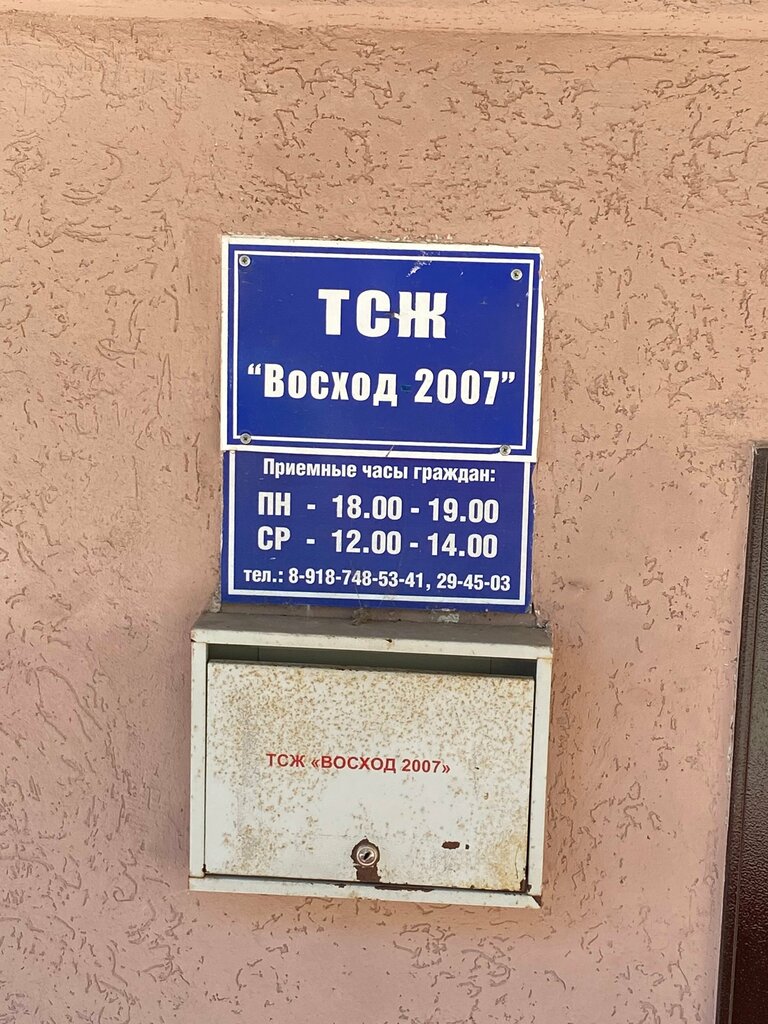 ТСЖ
“Восход 2007”
Приемные часы граждан:
ПН - 18.00 - 19.00
СР - 12.00 - 14.00
тел.: 8-918-748-53-41, 29-45-03
ТСЖ «ВОСХОД 2007»